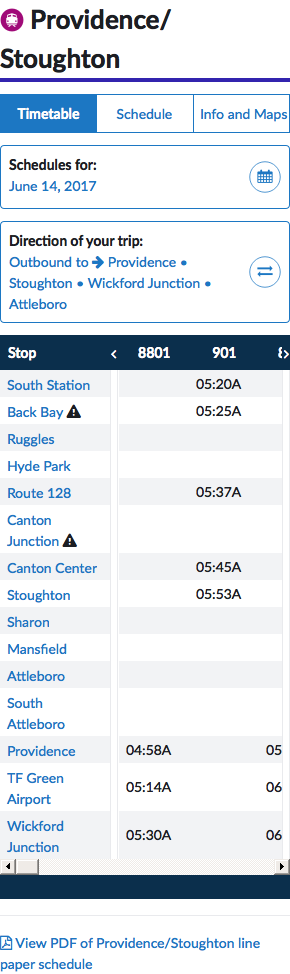 Providence/
Stoughton
Timetable Schedule Info and Maps
Schedules for:
June 14, 2017
Direction of your trip:
Outbound to → Providence •
Stoughton • Wickford Junction •
Attleboro
Stop ‹ 8801 901 ›
South Station 05:20A
Back Bay 05:25A
Ruggles
Hyde Park
Route 128 05:37A
Canton
Junction
Canton Center 05:45A
Stoughton 05:53A
Sharon
Mansfield
Attleboro
South
Attleboro
Providence 04:58A 05
TF Green
Airport 05:14A 06
Wickford
Junction 05:30A 06
View PDF of Providence/Stoughton line
paper schedule